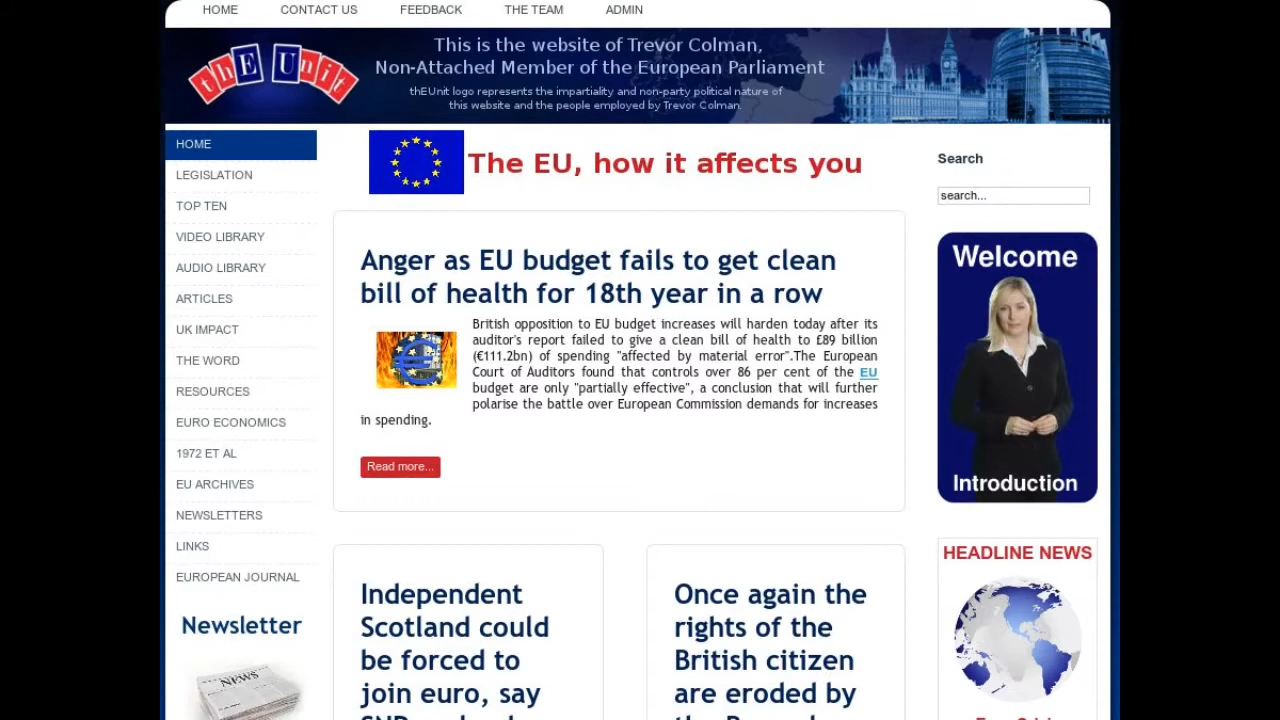 HOME CONTACT US FEEDBACK THE TEAM ADMIN
thEUnit
This is the website of Trevor Colman,
Non-Attached Member of the European Parliament
thEUnit logo represents the impartiality and non-party political nature of
this website and the people employed by Trevor Colman.
HOME
LEGISLATION
TOP TEN
VIDEO LIBRARY
AUDIO LIBRARY
ARTICLES
UK IMPACT
THE WORD
RESOURCES
EURO ECONOMICS
1972 ET AL
EU ARCHIVES
NEWSLETTERS
LINKS
EUROPEAN JOURNAL
Newsletter
NEWS
The EU, how it affects you
Anger as EU budget fails to get clean
bill of health for 18th year in a row
British opposition to EU budget increases will harden today after its
auditor's report failed to give a clean bill of health to £89 billion
(€111.2bn) of spending "affected by material error".The European
Court of Auditors found that controls over 86 per cent of the EU
budget are only "partially effective", a conclusion that will further
polarise the battle over European Commission demands for increases
in spending.
Read more...
Independent
Scotland could
be forced to
join euro, say
Once again the
rights of the
British citizen
are eroded by
Search
search...
Welcome
Introduction
HEADLINE NEWS